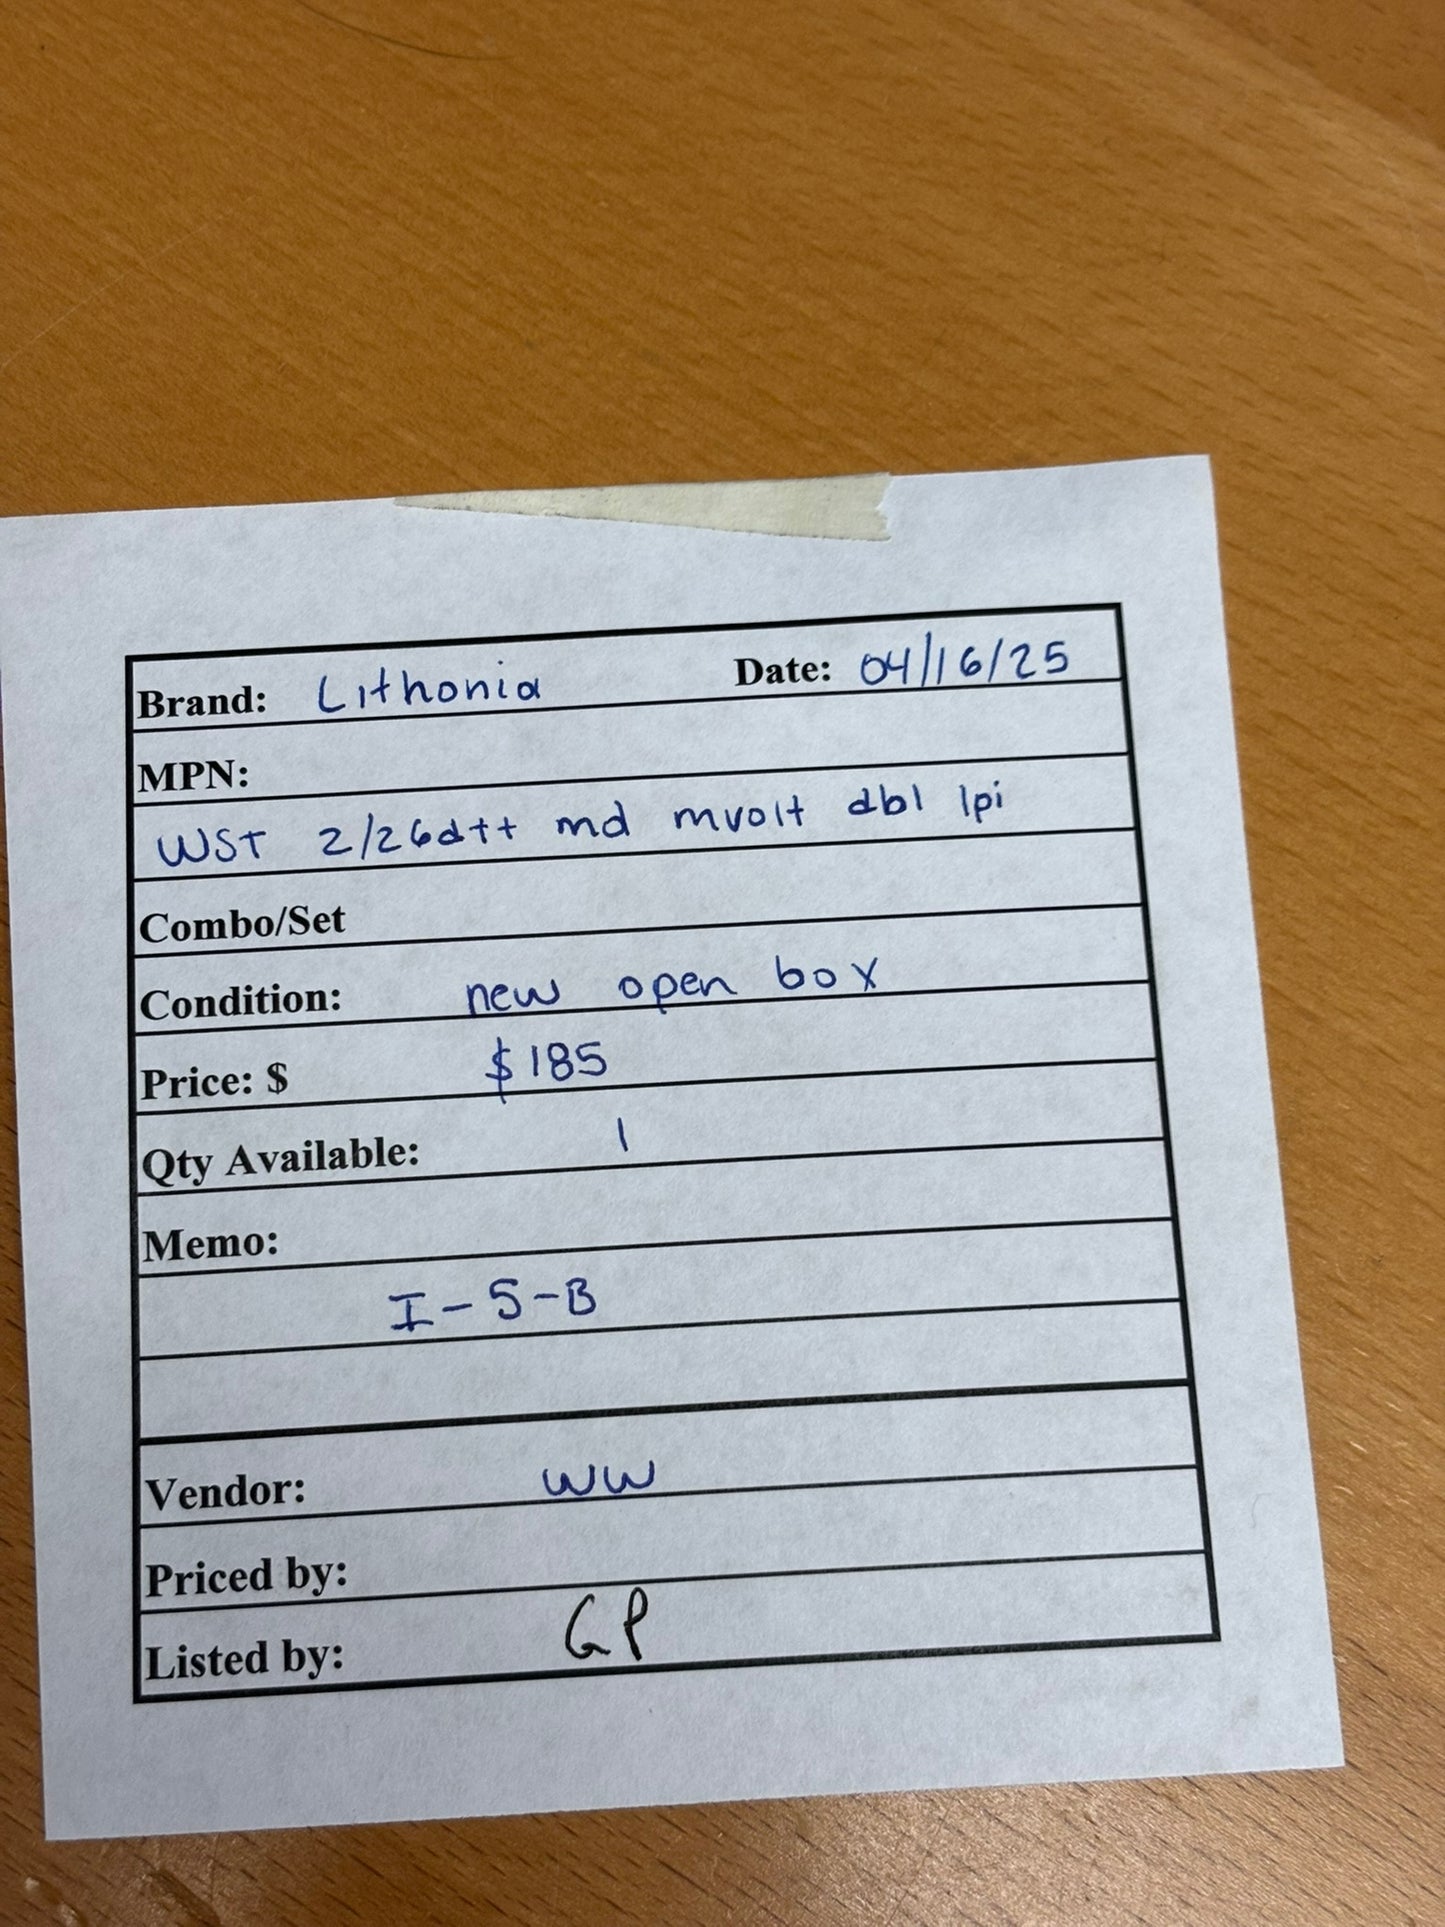 Brand: Lithonia Date: 04/16/25
MPN:
WST 2/26dtt md mvolt dbl lpi
Combo/Set
Condition: new open box
Price: $ $185
Qty Available: 1
Memo:
I-5-B
Vendor: WW
Priced by:
Listed by: GP